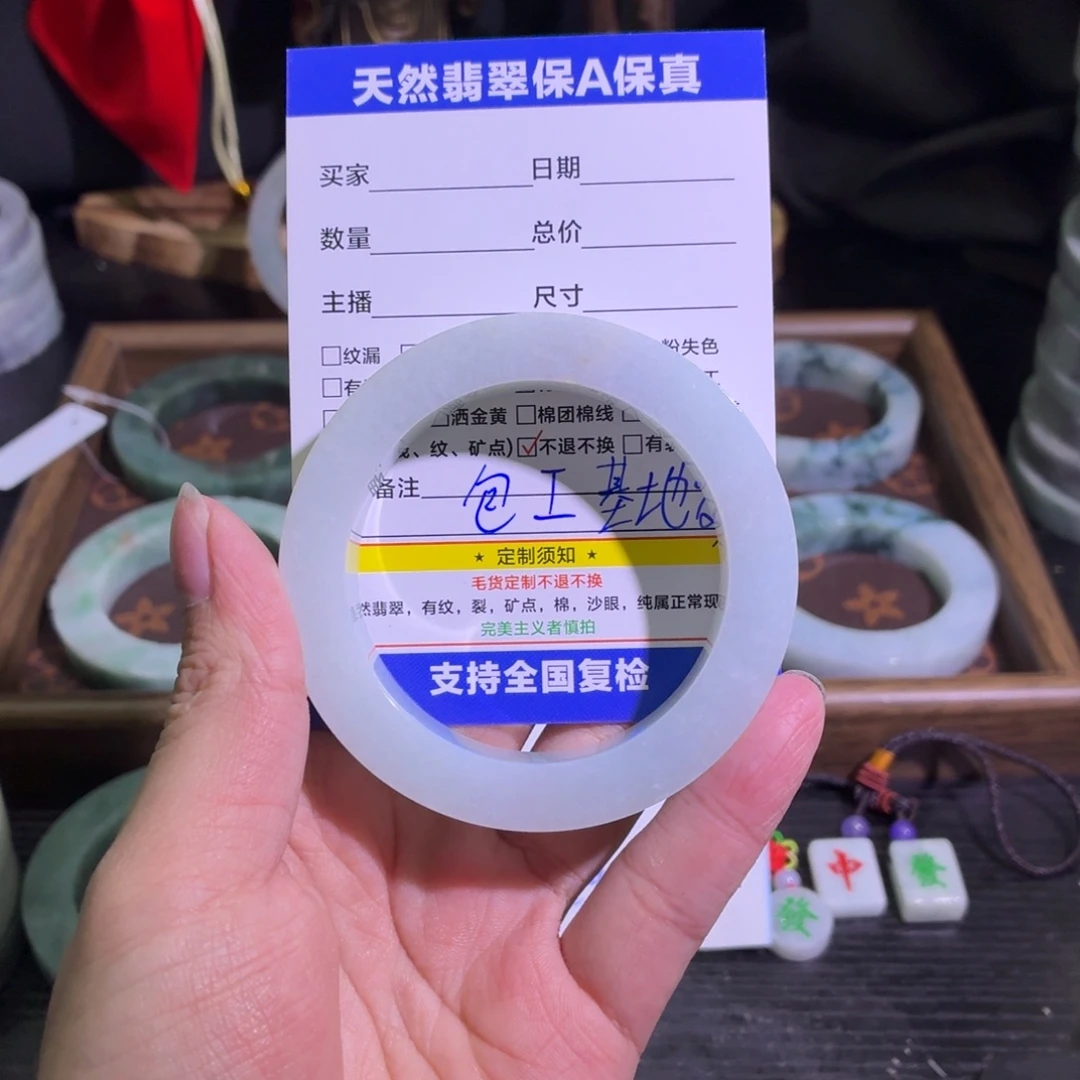 天然翡翠保A保真
买家 日期
数量 总价
主播 尺寸
□纹漏 粉失色
□有
洒金黄 □棉团棉线
、纹、矿点) ☑不退不换 □有
备注 包工基地
★ 定制须知 ★
毛货定制不退不换
然翡翠，有纹，裂，矿点，棉，沙眼，纯属正常现
完美主义者慎拍
支持全国复检
中
發
發